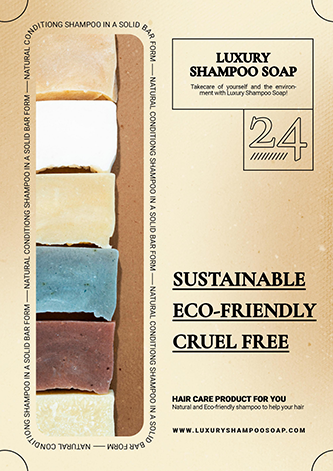 LUXURY
SHAMPOO SOAP
Takecare of yourself and the environ-
ment with Luxury Shampoo Soap!
24
NATURAL CONDITIONG SHAMPOO IN A SOLID BAR FORM — NATURAL CONDITIONG SHAMPOO IN A SOLID BAR FORM — NATURAL CONDITIONG SHAMPOO IN A SOLID BAR FORM — NATURAL CONDITIONG SHAMPOO IN A SOLID BAR FORM —
SUSTAINABLE
ECO-FRIENDLY
CRUEL FREE
HAIR CARE PRODUCT FOR YOU
Natural and Eco-friendly shampoo to help your hair
WWW.LUXURYSHAMPOOSOAP.COM